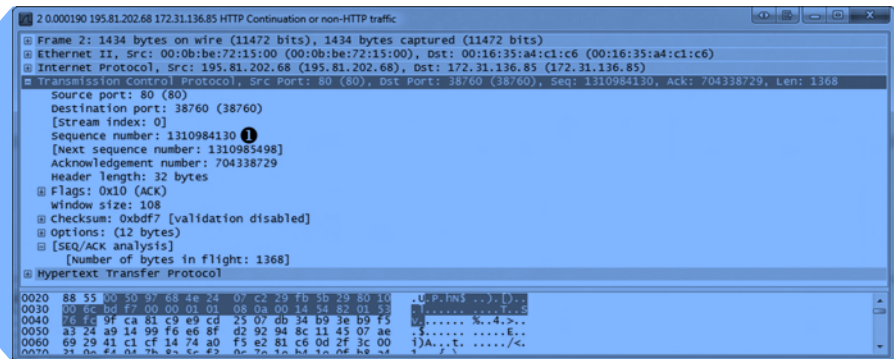 2 0.000190 195.81.202.68 172.31.136.85 HTTP Continuation or non-HTTP traffic
Frame 2: 1434 bytes on wire (11472 bits), 1434 bytes captured (11472 bits)
Ethernet II, Src: 00:0b:be:72:15:00 (00:0b:be:72:15:00), Dst: 00:16:35:a4:c1:c6 (00:16:35:a4:c1:c6)
Internet Protocol, Src: 195.81.202.68 (195.81.202.68), Dst: 172.31.136.85 (172.31.136.85)
Transmission Control Protocol, Src Port: 80 (80), Dst Port: 38760 (38760), Seq: 1310984130, Ack: 704338729, Len: 1368
Source port: 80 (80)
Destination port: 38760 (38760)
[Stream index: 0]
Sequence number: 1310984130 ❶
[Next sequence number: 1310985498]
Acknowledgement number: 704338729
Header length: 32 bytes
Flags: 0x10 (ACK)
Window size: 108
Checksum: 0xbdf7 [validation disabled]
Options: (12 bytes)
[SEQ/ACK analysis]
[Number of bytes in flight: 1368]
Hypertext Transfer Protocol
0020 88 55 00 50 97 68 4e 24 07 c2 29 fb 5b 29 80 10 .U.P.hN$ ..).[)..
0030 00 6c bd f7 00 00 01 01 08 0a 00 14 54 82 01 53 .l...... ....T..S
0040 76 fc 9f ca 81 c9 e9 cd 25 07 db 34 b9 3e b9 f5 v....... %..4.>..
0050 a3 24 a9 14 99 f6 e6 8f d2 92 94 8c 11 45 07 ae .$...... .....E..
0060 69 29 41 c1 cf 14 74 a0 f5 e2 81 c6 0d 2f 3c 00 i)A...t. ...../<.
0070